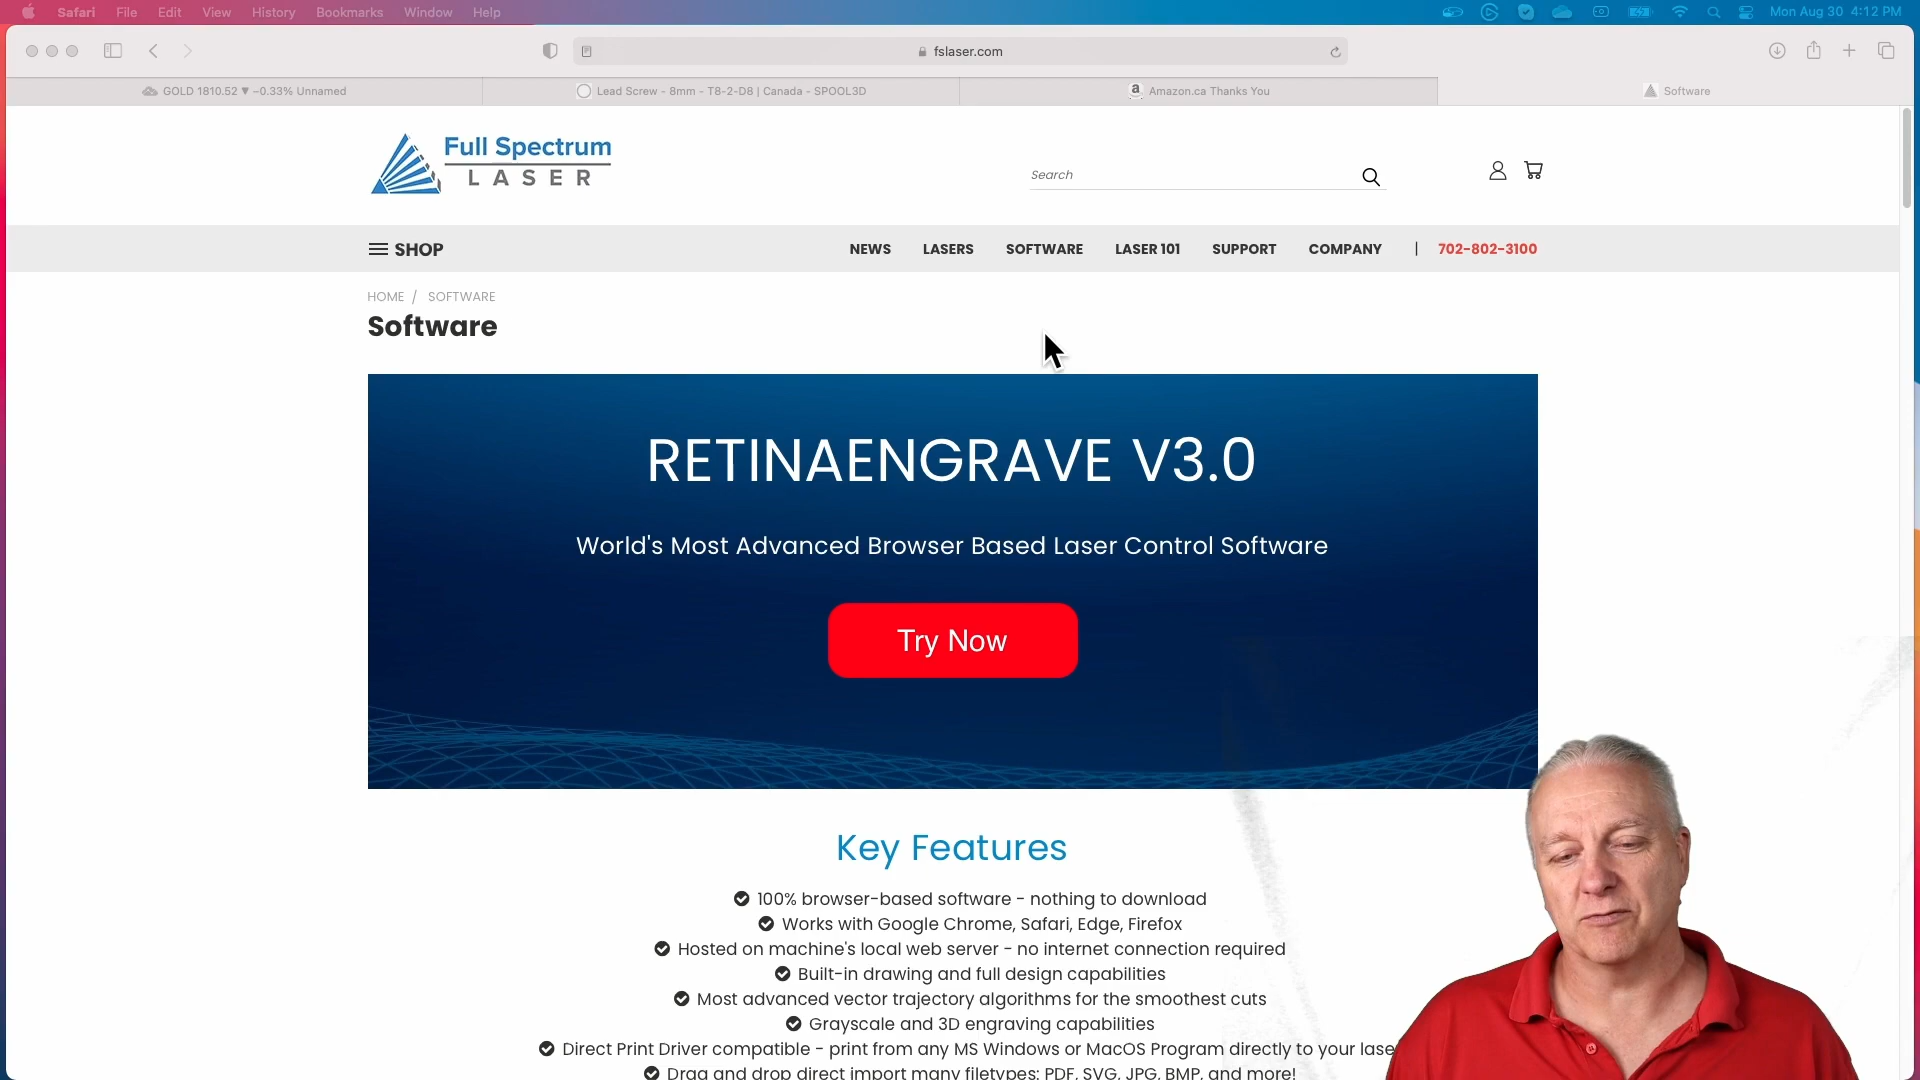 Safari File Edit View History Bookmarks Window Help Mon Aug 30 4:12 PM
fslaser.com
GOLD 1810.52 ▼ −0.33% Unnamed Lead Screw - 8mm - T8-2-D8 | Canada - SPOOL3D Amazon.ca Thanks You Software
Full Spectrum
LASER
Search
SHOP NEWS LASERS SOFTWARE LASER 101 SUPPORT COMPANY | 702-802-3100
HOME / SOFTWARE
Software
RETINAENGRAVE V3.0
World's Most Advanced Browser Based Laser Control Software
Try Now
Key Features
100% browser-based software - nothing to download
Works with Google Chrome, Safari, Edge, Firefox
Hosted on machine's local web server - no internet connection required
Built-in drawing and full design capabilities
Most advanced vector trajectory algorithms for the smoothest cuts
Grayscale and 3D engraving capabilities
Direct Print Driver compatible - print from any MS Windows or MacOS Program directly to your lase
Drag and drop direct import many filetypes: PDF, SVG, JPG, BMP, and more!